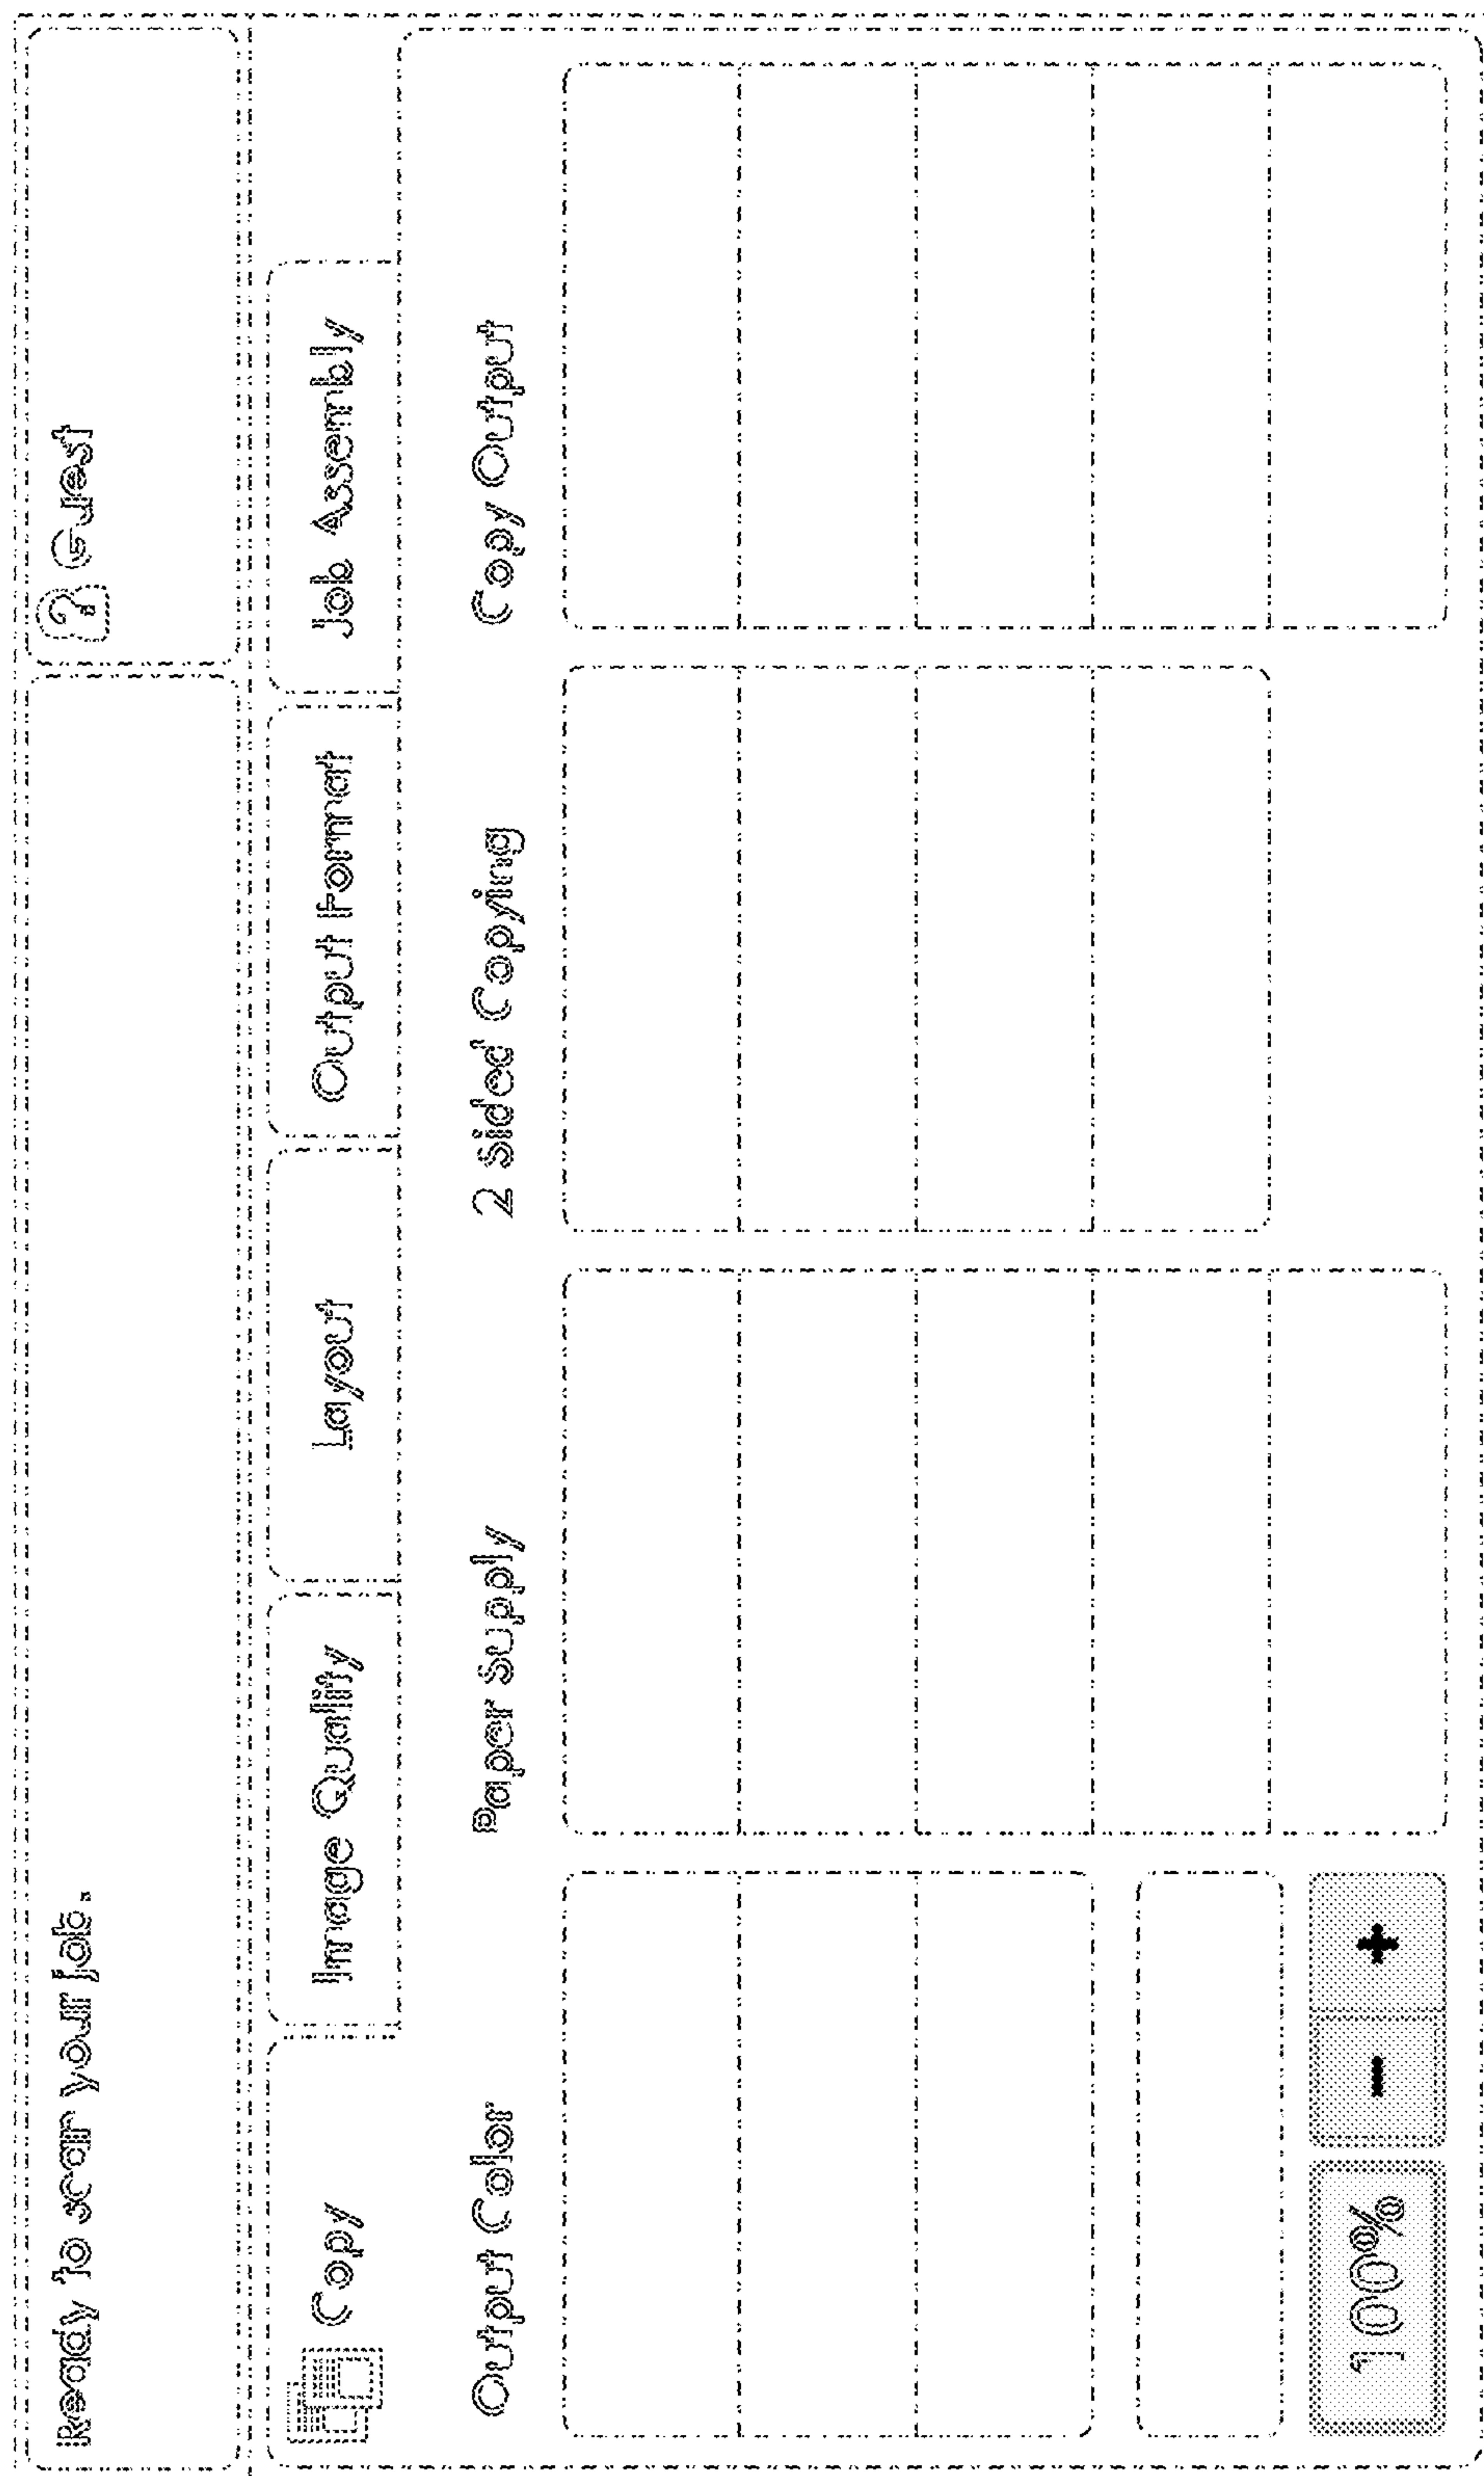 Ready to scan your job.
? Guest
Copy
Image Quality
Layout
Output Format
Job Assembly
Output Color
Paper Supply
2 Sided Copying
Copy Output
100%
-
+